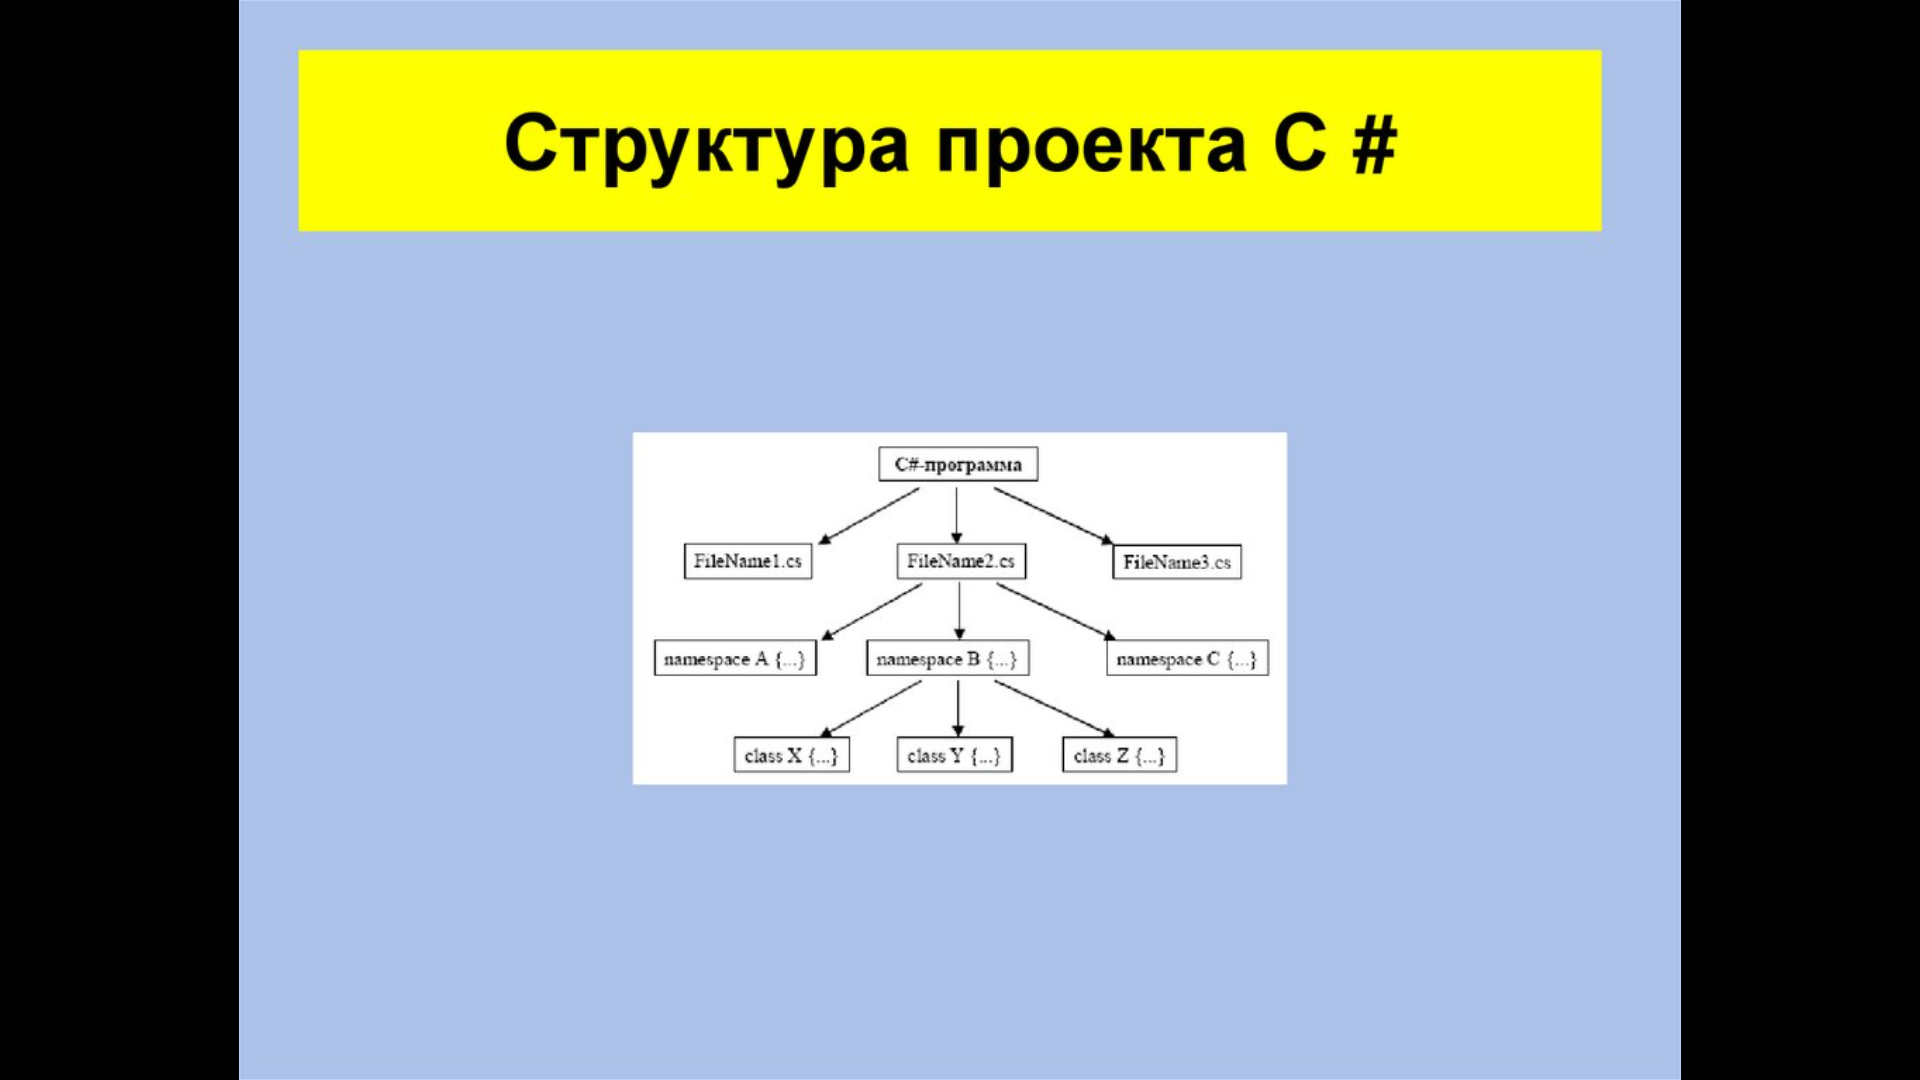 Структура проекта C #
C#-программа
FileName1.cs FileName2.cs FileName3.cs
namespace A {...} namespace B {...} namespace C {...}
class X {...} class Y {...} class Z {...}